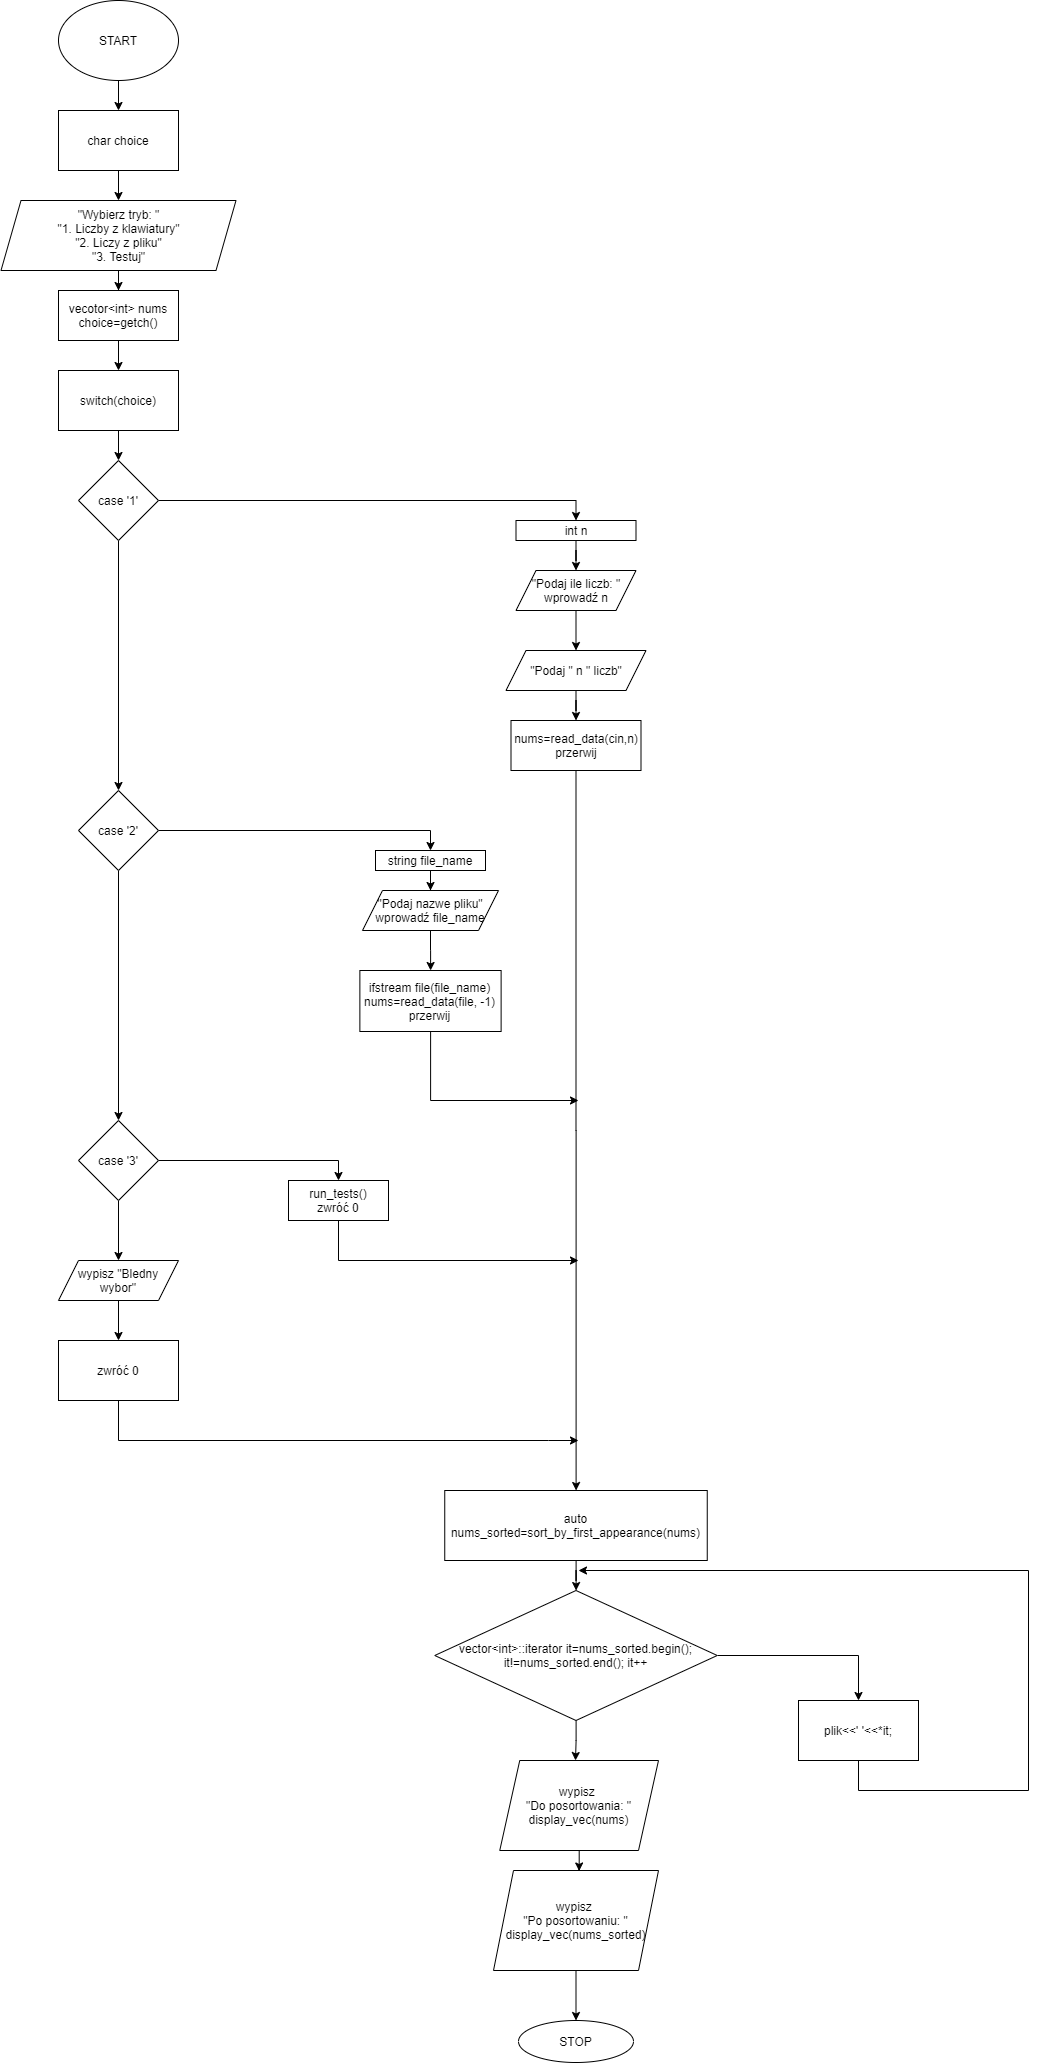 START
char choice
"Wybierz tryb: "
"1. Liczby z klawiatury"
"2. Liczy z pliku"
"3. Testuj"
vecotor<int> nums
choice=getch()
switch(choice)
case '1'
int n
"Podaj ile liczb: "
wprowadź n
"Podaj " n " liczb"
nums=read_data(cin,n)
przerwij
case '2'
string file_name
"Podaj nazwe pliku"
wprowadź file_name
ifstream file(file_name)
nums=read_data(file, -1)
przerwij
case '3'
run_tests()
zwróć 0
wypisz "Bledny
wybor"
zwróć 0
auto
nums_sorted=sort_by_first_appearance(nums)
vector<int>::iterator it=nums_sorted.begin();
it!=nums_sorted.end(); it++
plik<<' '<<*it;
wypisz
"Do posortowania: "
display_vec(nums)
wypisz
"Po posortowaniu: "
display_vec(nums_sorted)
STOP